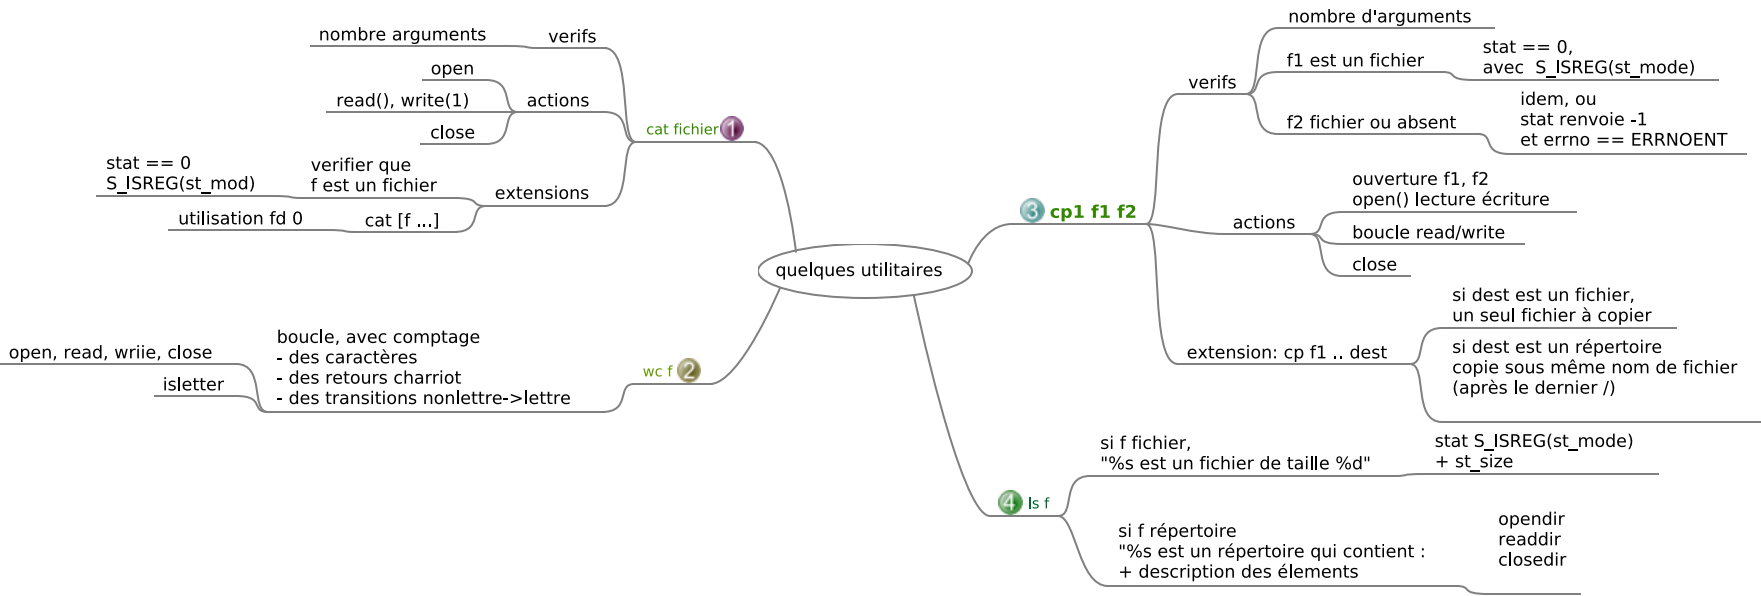 quelques utilitaires
1
cat fichier
verifs
nombre arguments
actions
open
read(), write(1)
close
extensions
verifier que
f est un fichier
stat == 0
S_ISREG(st_mod)
cat [f ...]
utilisation fd 0
2
wc f
boucle, avec comptage
- des caractères
- des retours charriot
- des transitions nonlettre->lettre
open, read, wriie, close
isletter
3
cp1 f1 f2
verifs
nombre d'arguments
f1 est un fichier
stat == 0,
avec  S_ISREG(st_mode)
f2 fichier ou absent
idem, ou
stat renvoie -1
et errno == ERRNOENT
actions
ouverture f1, f2
open() lecture écriture
boucle read/write
close
extension: cp f1 .. dest
si dest est un fichier,
un seul fichier à copier
si dest est un répertoire
copie sous même nom de fichier
(après le dernier /)
4
ls f
si f fichier,
"%s est un fichier de taille %d"
stat S_ISREG(st_mode)
+ st_size
si f répertoire
"%s est un répertoire qui contient :
+ description des élements
opendir
readdir
closedir